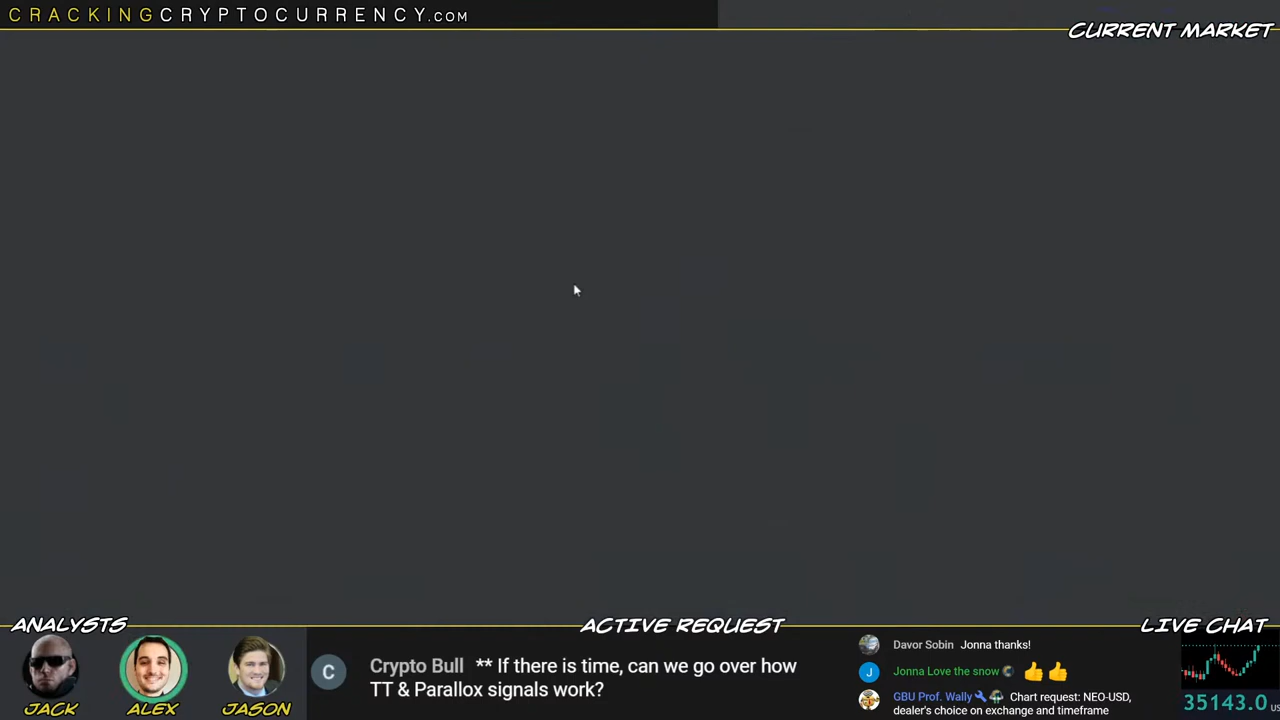 CRACKINGCRYPTOCURRENCY.COM
CURRENT MARKET
ANALYSTS
ACTIVE REQUEST
LIVE CHAT
JACK
ALEX
JASON
C
Crypto Bull ** If there is time, can we go over how
TT & Parallox signals work?
Davor Sobin Jonna thanks!
J Jonna Love the snow
GBU Prof. Wally Chart request: NEO-USD,
dealer's choice on exchange and timeframe
35143.0